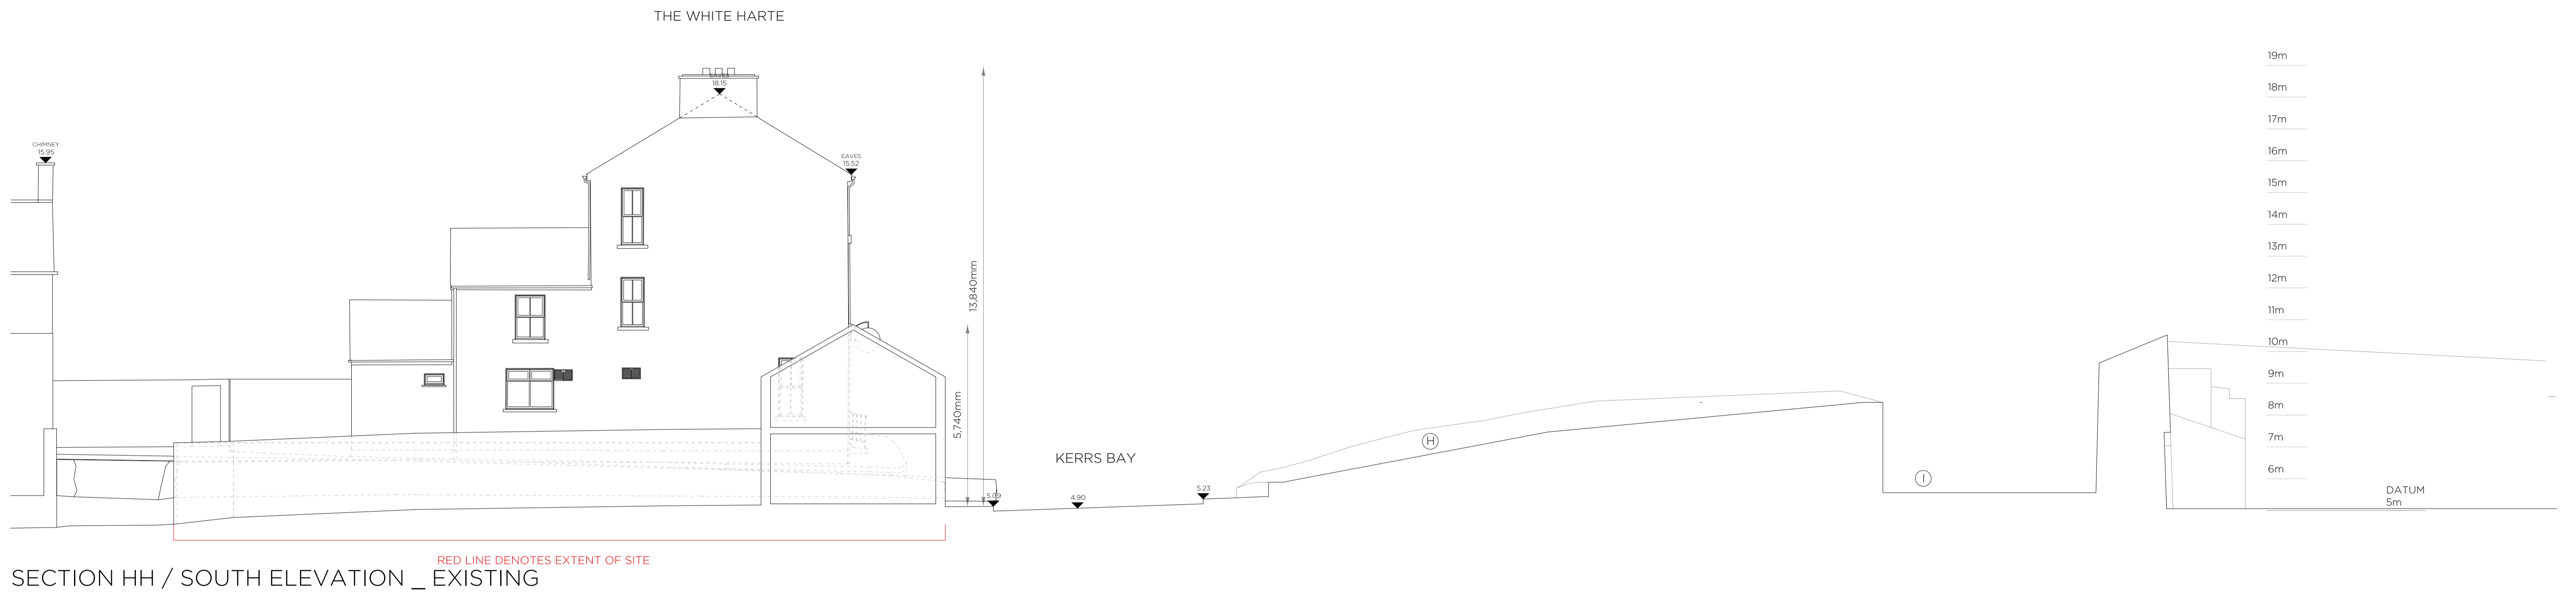 THE WHITE HARTE
EAVES
18.15
CHIMNEY
15.95
EAVES
15.52
13,840mm
5,740mm
KERRS BAY
5.09
4.90
5.23
H
I
19m
18m
17m
16m
15m
14m
13m
12m
11m
10m
9m
8m
7m
6m
DATUM
5m
RED LINE DENOTES EXTENT OF SITE
SECTION HH / SOUTH ELEVATION _ EXISTING